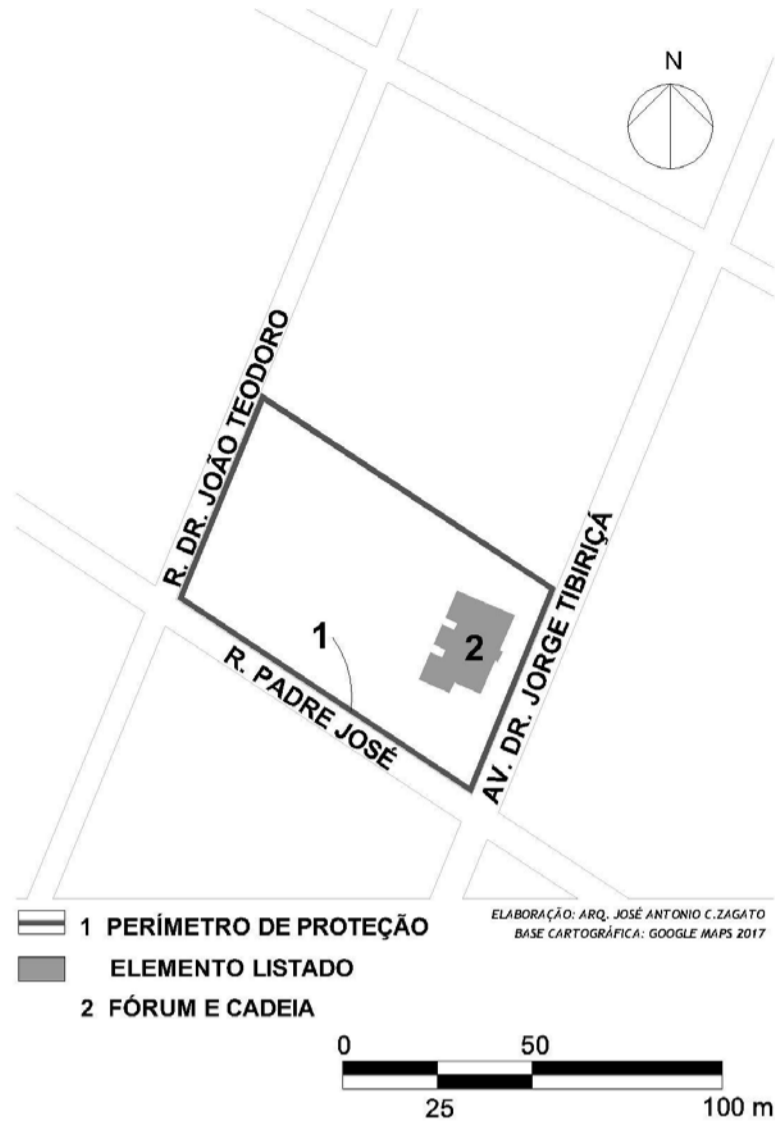 N
R. DR. JOÃO TEODORO
AV. DR. JORGE TIBIRIÇÁ
1
2
R. PADRE JOSÉ
ELABORAÇÃO: ARQ. JOSÉ ANTONIO C.ZAGATO
BASE CARTOGRÁFICA: GOOGLE MAPS 2017
1 PERÍMETRO DE PROTEÇÃO
ELEMENTO LISTADO
2 FÓRUM E CADEIA
0 50
25 100 m